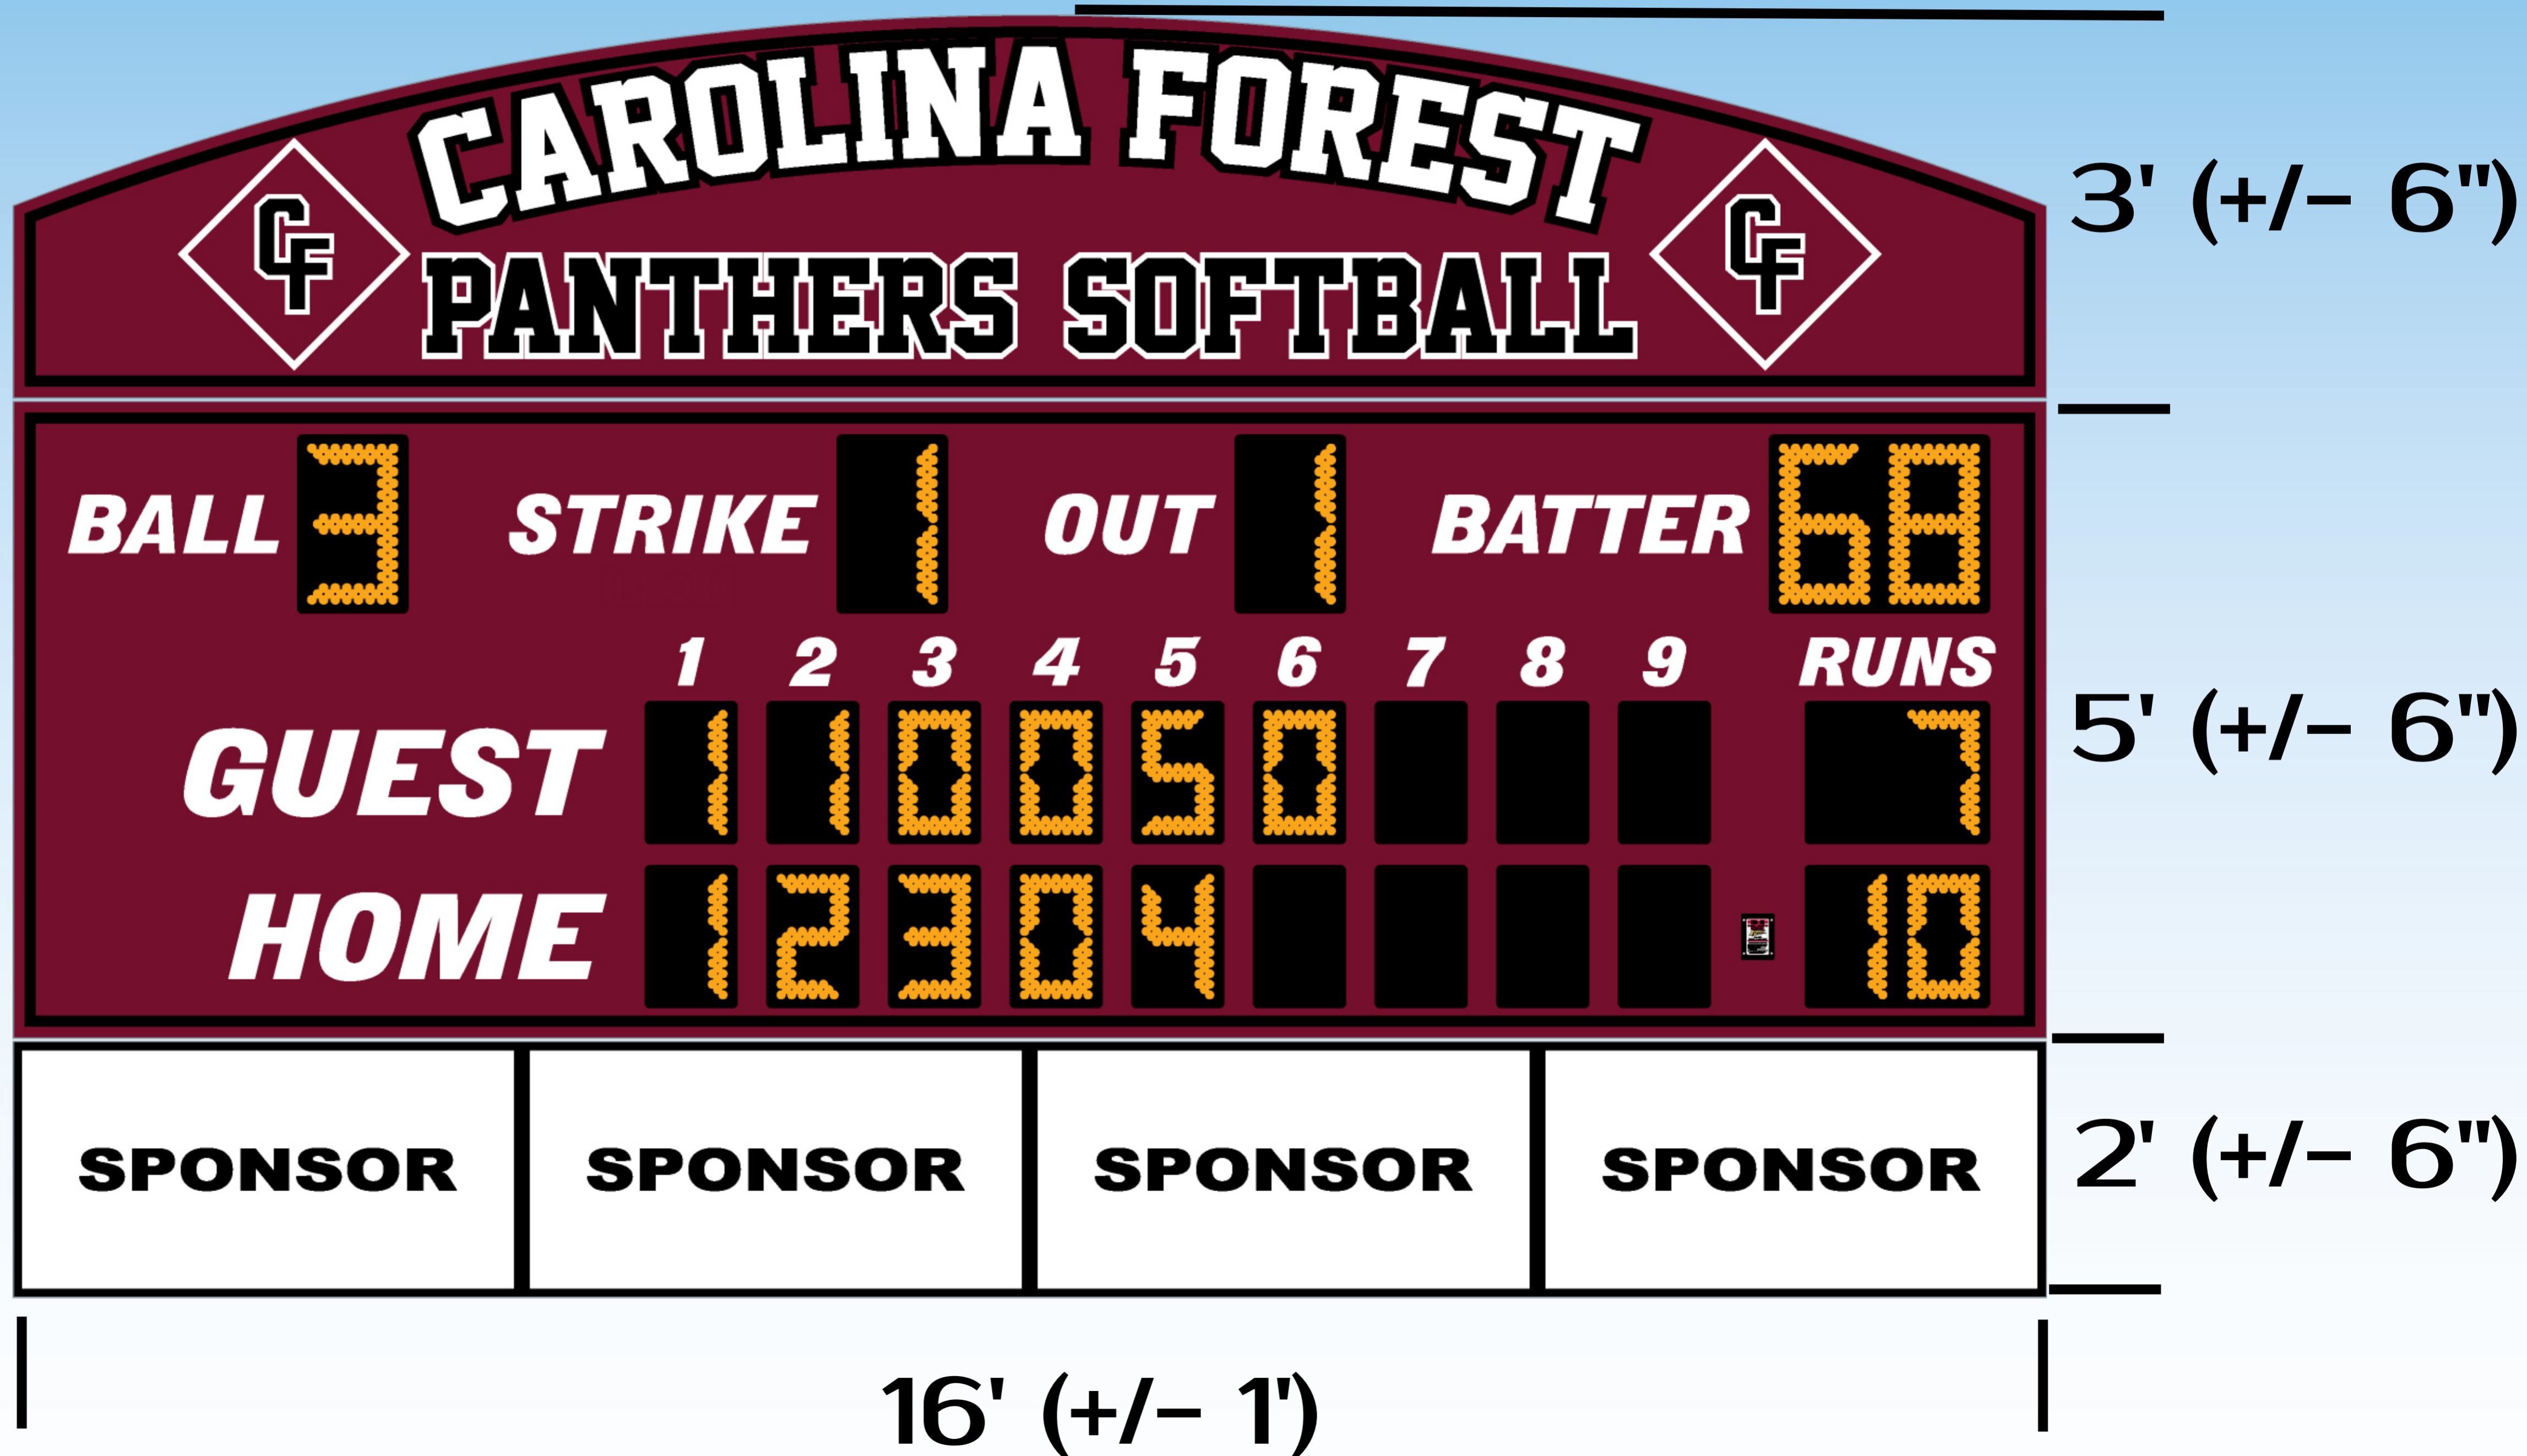 CAROLINA FOREST
CF
PANTHERS SOFTBALL
CF
3' (+/- 6")
BALL 3 STRIKE 1 OUT 1 BATTER 68
1 2 3 4 5 6 7 8 9 RUNS
GUEST 1 1 0 0 5 0 7
5' (+/- 6")
HOME 1 2 3 0 4 10
SPONSOR SPONSOR SPONSOR SPONSOR
2' (+/- 6")
16' (+/- 1')